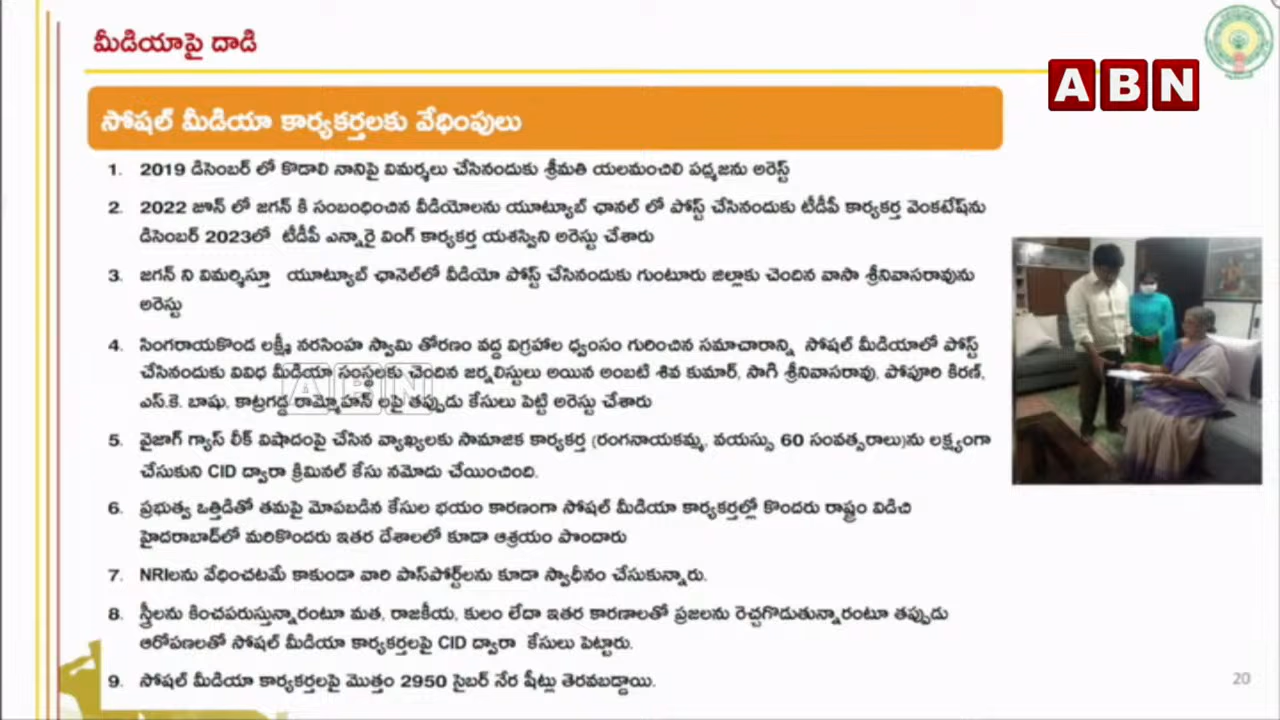 మీడియాపై దాడి
ABN
సోషల్ మీడియా కార్యకర్తలకు వేధింపులు
1. 2019 డిసెంబర్ లో కొడాలి నానిపై విమర్శలు చేసినందుకు శ్రీమతి యలమంచిలి పద్మజను అరెస్ట్
2. 2022 జూన్ లో జగన్ కి సంబంధించిన వీడియోలను యూట్యూబ్ ఛానల్ లో పోస్ట్ చేసినందుకు టీడీపీ కార్యకర్త వెంకటేష్‌ను
డిసెంబర్ 2023లో టీడీపీ ఎన్నారై వింగ్ కార్యకర్త యశస్విని అరెస్టు చేశారు
3. జగన్ ని విమర్శిస్తూ యూట్యూబ్ ఛానెల్‌లో వీడియో పోస్ట్ చేసినందుకు గుంటూరు జిల్లాకు చెందిన వాసా శ్రీనివాసరావును
అరెస్టు
4. సింగరాయకొండ లక్ష్మీ నరసింహ స్వామి తోరణం వద్ద విగ్రహాల ధ్వంసం గురించిన సమాచారాన్ని సోషల్ మీడియాలో పోస్ట్
చేసినందుకు వివిధ మీడియా సంస్థలకు చెందిన జర్నలిస్టులు అయిన అంబటి శివ కుమార్, సాగి శ్రీనివాసరావు, పోపూరి కిరణ్,
ABN
ఎస్.కె. బాషు, కాట్రగడ్డ రామ్మోహన్ లపై తప్పుడు కేసులు పెట్టి అరెస్టు చేశారు
5. వైజాగ్ గ్యాస్ లీక్ విషాదంపై చేసిన వ్యాఖ్యలకు సామాజిక కార్యకర్త (రంగనాయకమ్మ, వయస్సు 60 సంవత్సరాలు)ను లక్ష్యంగా
చేసుకుని CID ద్వారా క్రిమినల్ కేసు నమోదు చేయించింది.
6. ప్రభుత్వ ఒత్తిడితో తమపై మోపబడిన కేసుల భయం కారణంగా సోషల్ మీడియా కార్యకర్తల్లో కొందరు రాష్ట్రం విడిచి
హైదరాబాద్‌లో మరికొందరు ఇతర దేశాలలో కూడా ఆశ్రయం పొందారు
7. NRIలను వేధించటమే కాకుండా వారి పాస్‌పోర్ట్‌లను కూడా స్వాధీనం చేసుకున్నారు.
8. స్త్రీలను కించపరుస్తున్నారంటూ మత, రాజకీయ, కులం లేదా ఇతర కారణాలతో ప్రజలను రెచ్చగొడుతున్నారంటూ తప్పుడు
ఆరోపణలతో సోషల్ మీడియా కార్యకర్తలపై CID ద్వారా కేసులు పెట్టారు.
9. సోషల్ మీడియా కార్యకర్తలపై మొత్తం 2950 సైబర్ నేర షీట్లు తెరవబడ్డాయి.
20